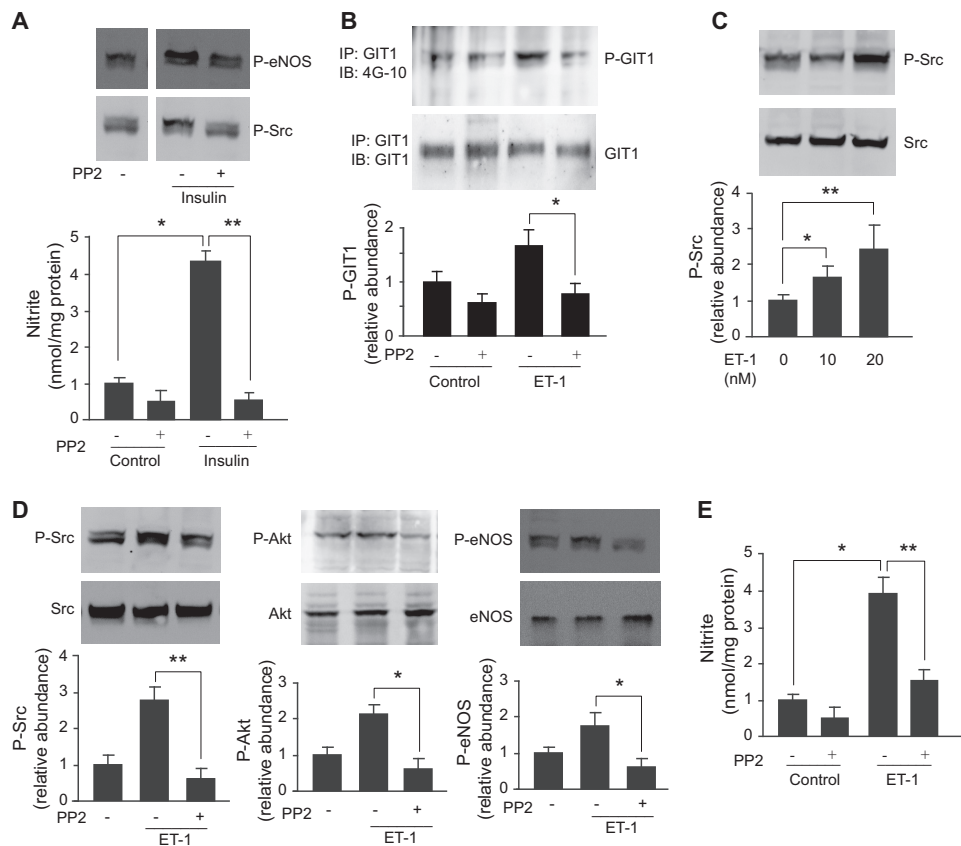 A
P-eNOS
P-Src
PP2 - - +
Insulin
* **
Nitrite
(nmol/mg protein)
5
4
3
2
1
0
PP2 - + - +
Control Insulin
B
IP: GIT1
IB: 4G-10
P-GIT1
IP: GIT1
IB: GIT1
GIT1
*
P-GIT1
(relative abundance)
2
1
0
PP2 - + - +
Control ET-1
C
P-Src
Src
**
*
P-Src
(relative abundance)
4
3
2
1
0
ET-1
(nM)
0 10 20
D
P-Src
Src
**
P-Src
(relative abundance)
4
3
2
1
0
PP2 - - +
ET-1
P-Akt
Akt
*
P-Akt
(relative abundance)
3
2
1
0
PP2 - - +
ET-1
P-eNOS
eNOS
*
P-eNOS
(relative abundance)
3
2
1
0
PP2 - - +
ET-1
E
* **
Nitrite
(nmol/mg protein)
5
4
3
2
1
0
PP2 - + - +
Control ET-1